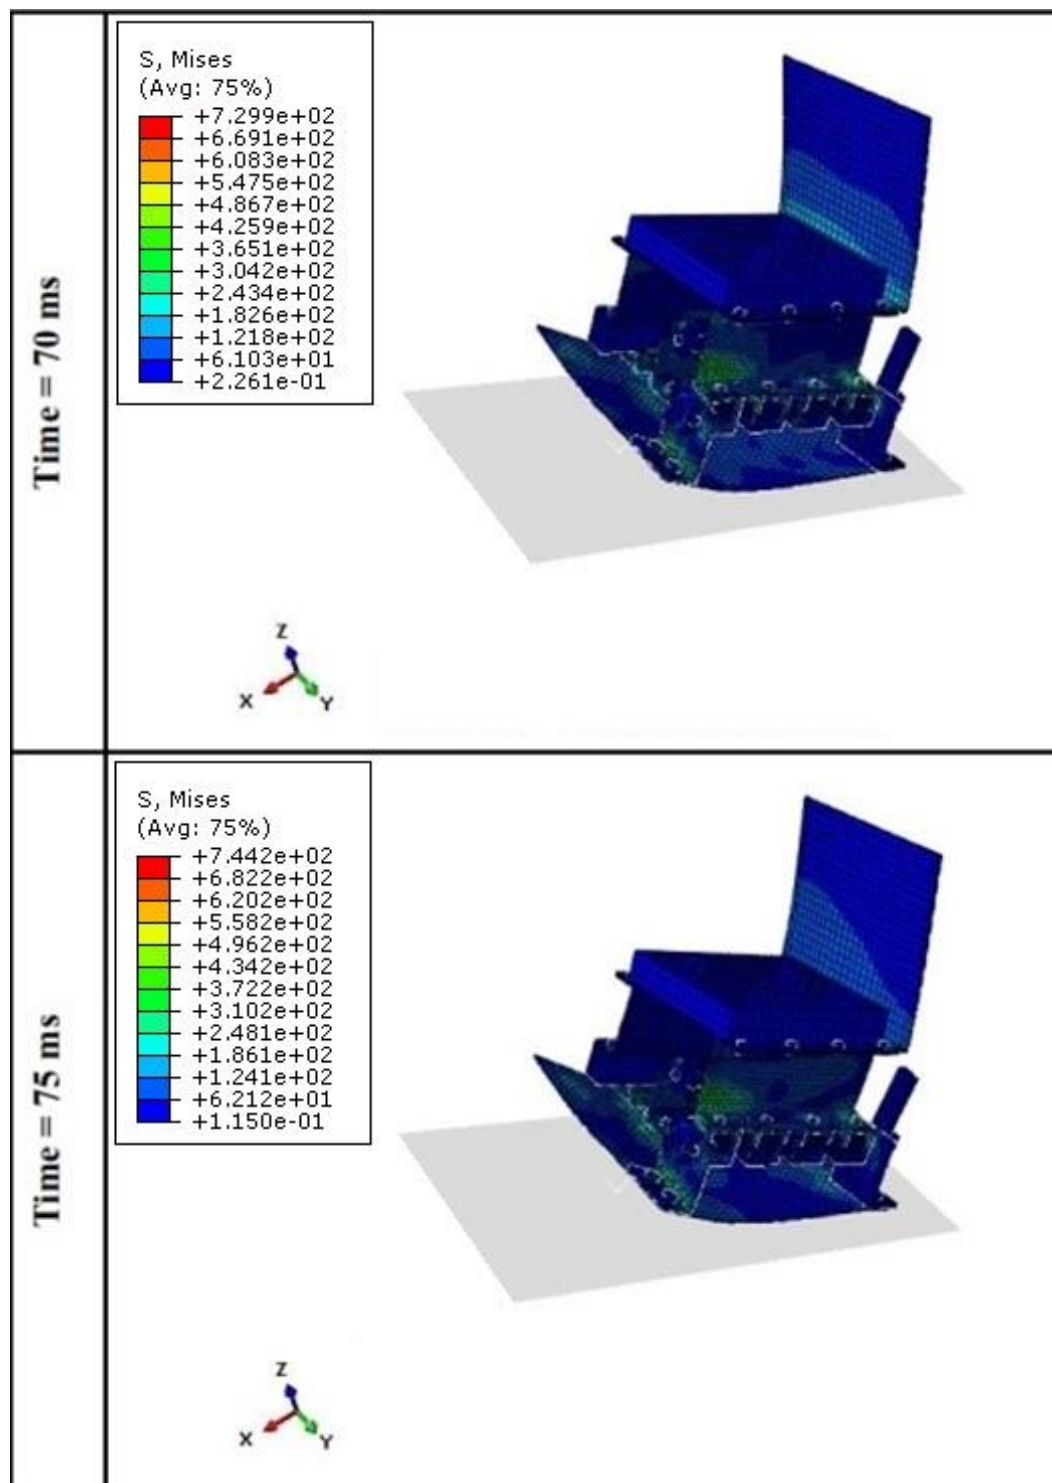 Time = 70 ms
S, Mises
(Avg: 75%)
+7.299e+02
+6.691e+02
+6.083e+02
+5.475e+02
+4.867e+02
+4.259e+02
+3.651e+02
+3.042e+02
+2.434e+02
+1.826e+02
+1.218e+02
+6.103e+01
+2.261e-01
Z
X
Y
Time = 75 ms
S, Mises
(Avg: 75%)
+7.442e+02
+6.822e+02
+6.202e+02
+5.582e+02
+4.962e+02
+4.342e+02
+3.722e+02
+3.102e+02
+2.481e+02
+1.861e+02
+1.241e+02
+6.212e+01
+1.150e-01
Z
X
Y